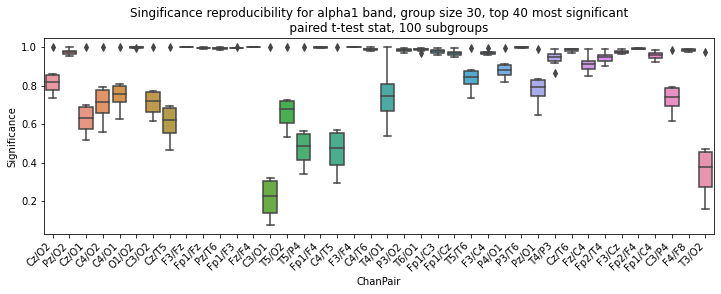 Singificance reproducibility for alpha1 band, group size 30, top 40 most significant
paired t-test stat, 100 subgroups
Significance
1.0
0.8
0.6
0.4
0.2
Cz/O2
Pz/O2
Cz/O1
C4/O2
C4/O1
O1/O2
C3/O2
Cz/T5
F3/Fz
Fp1/Fz
Pz/T6
Fp1/F3
Fz/F4
C3/O1
T5/O2
T5/P4
Fp1/F4
C4/T5
F3/F4
C4/T6
T4/O1
P3/O2
T6/O1
Fp1/C3
Fp1/Cz
T5/T6
F3/C4
P4/O1
P3/T6
Pz/O1
T4/P3
Cz/T6
Fz/C4
Fp2/T4
F3/Cz
Fp2/F4
Fp1/C4
C3/P4
F4/F8
T3/O2
ChanPair